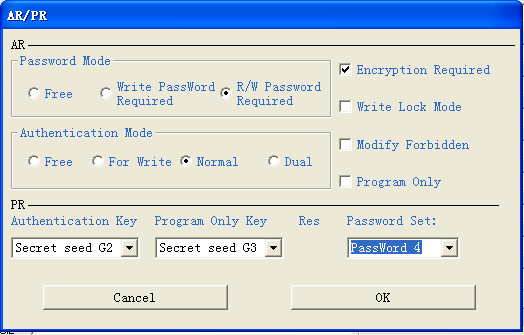 AR/PR
AR
Password Mode
Free
Write PassWord Required
R/W Password Required
Encryption Required
Write Lock Mode
Authentication Mode
Free
For Write
Normal
Dual
Modify Forbidden
Program Only
PR
Authentication Key
Program Only Key
Res
Password Set:
Secret seed G2
Secret seed G3
PassWord 4
Cancel
OK